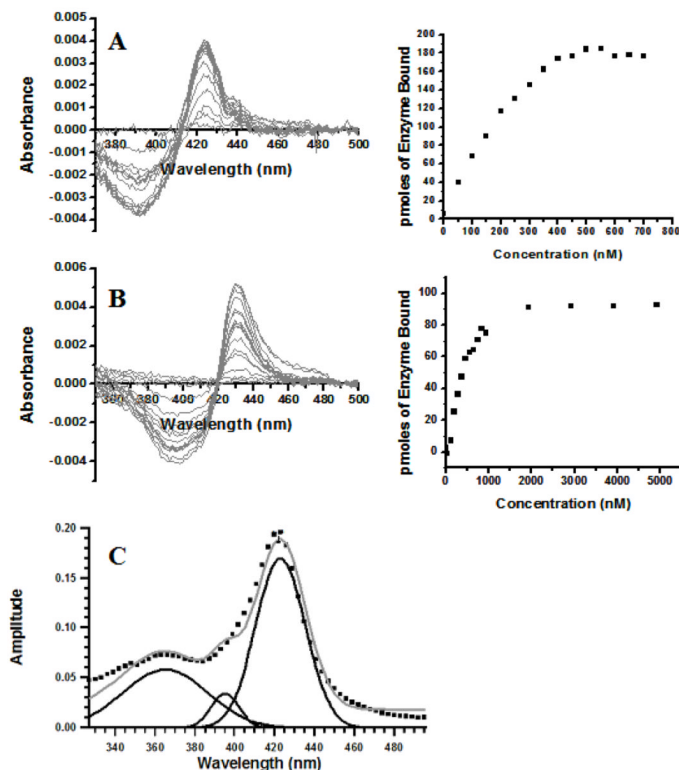 A
0.005
0.004
0.003
0.002
0.001
0.000
-0.001
-0.002
-0.003
-0.004
Absorbance
360 380 400 420 440 460 480 500
Wavelength (nm)
200
180
160
140
120
100
80
60
40
20
0
pmoles of Enzyme Bound
0 100 200 300 400 500 600 700
Concentration (nM)
B
0.006
0.004
0.002
0.000
-0.002
-0.004
Absorbance
360 380 400 420 440 460 480 500
Wavelength (nm)
100
80
60
40
20
0
pmoles of Enzyme Bound
0 1000 2000 3000 4000 5000
Concentration (nM)
C
0.20
0.15
0.10
0.05
0.00
Amplitude
340 360 380 400 420 440 460 480
Wavelength (nm)